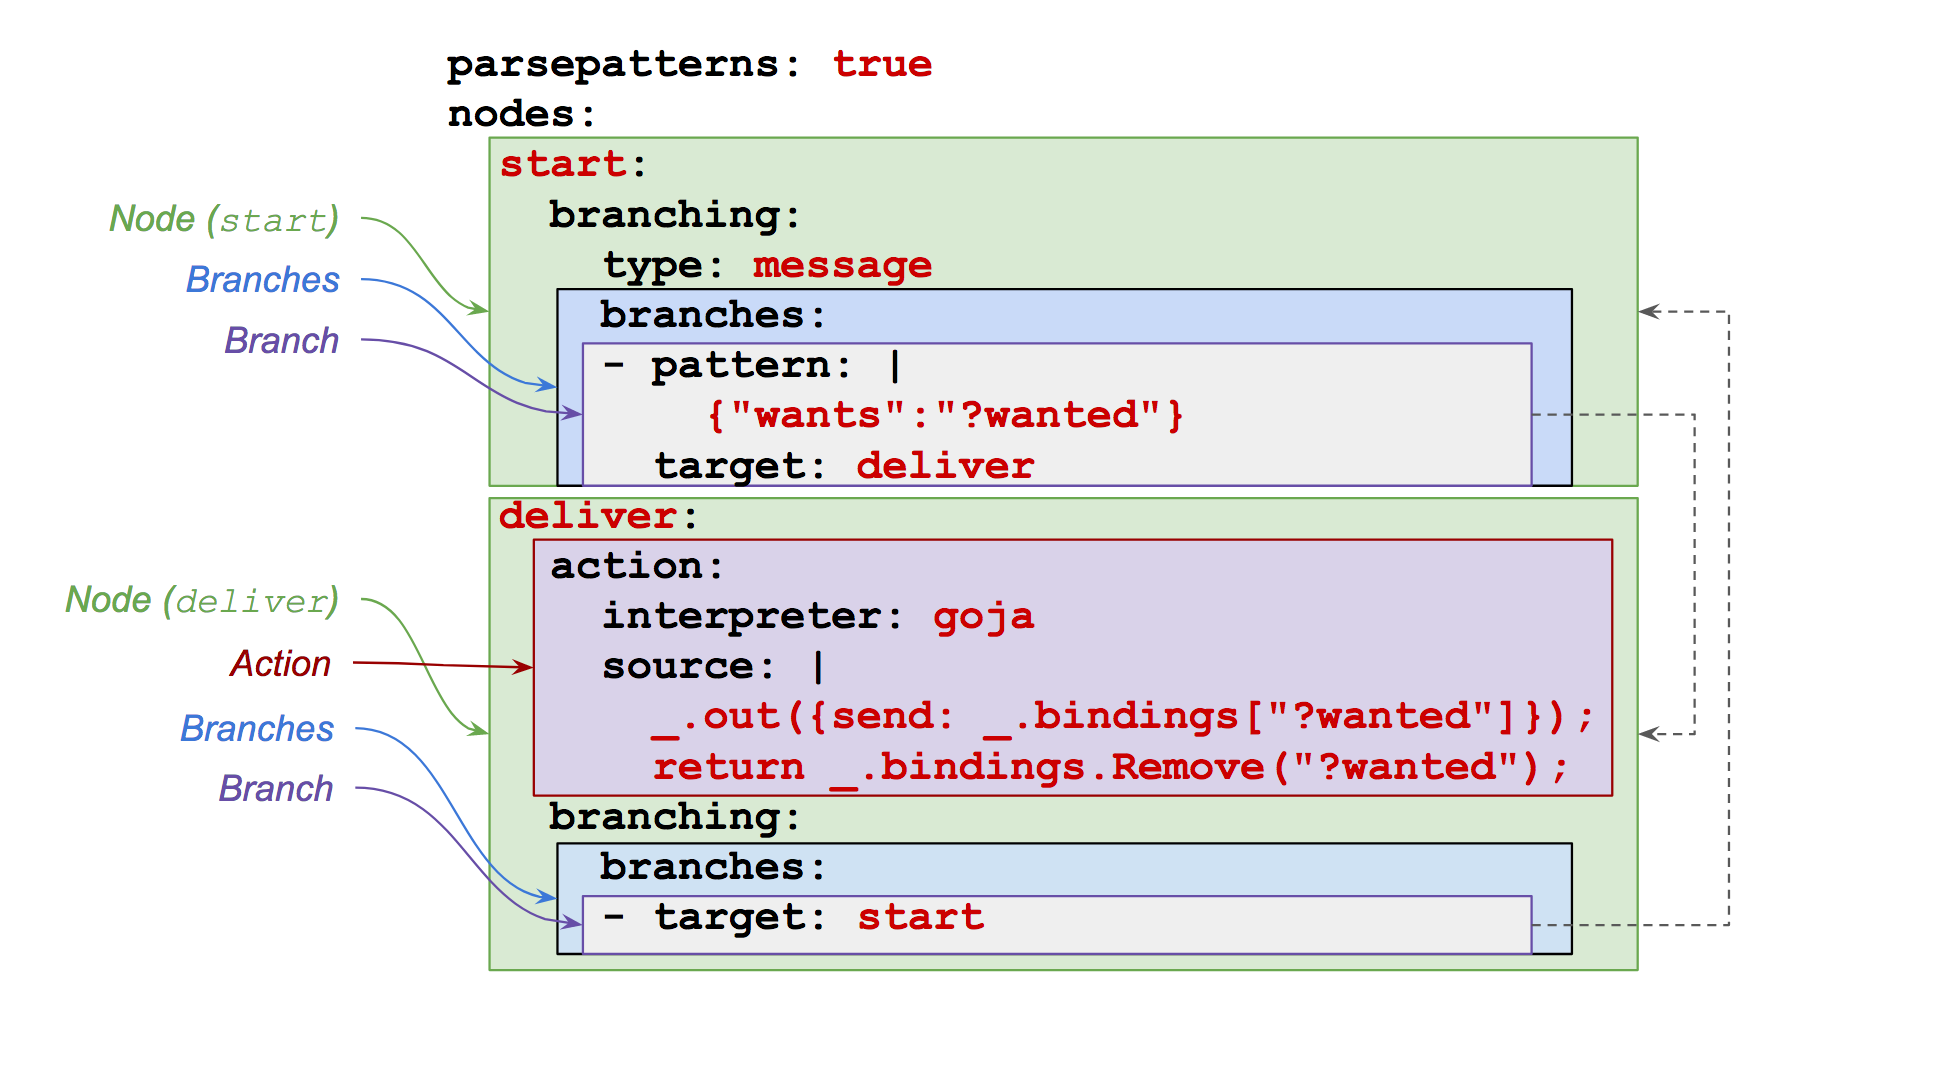 parsepatterns: true
nodes:
start:
branching:
type: message
branches:
- pattern: |
{"wants":"?wanted"}
target: deliver
deliver:
action:
interpreter: goja
source: |
_.out({send: _.bindings["?wanted"]});
return _.bindings.Remove("?wanted");
branching:
branches:
- target: start
Node (start)
Branches
Branch
Node (deliver)
Action
Branches
Branch